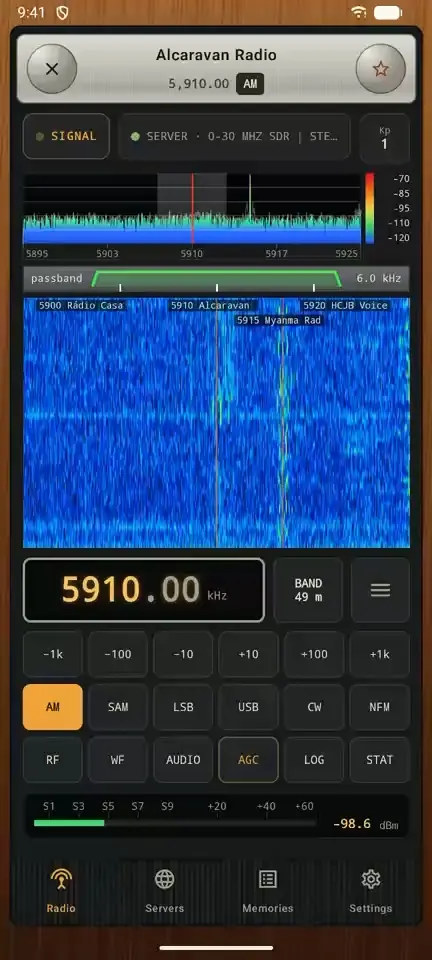 9:41
Alcaravan Radio
5,910.00 AM
SIGNAL
SERVER · 0-30 MHZ SDR | STE…
Kp
1
-70
-85
-95
-110
-120
5895 5903 5910 5917 5925
passband 6.0 kHz
5900 Rádio Casa 5910 Alcaravan 5920 HCJB Voice
5915 Myanma Rad
5910.00 kHz
BAND
49 m
-1k -100 -10 +10 +100 +1k
AM SAM LSB USB CW NFM
RF WF AUDIO AGC LOG STAT
S1 S3 S5 S7 S9 +20 +40 +60
-98.6 dBm
Radio Servers Memories Settings